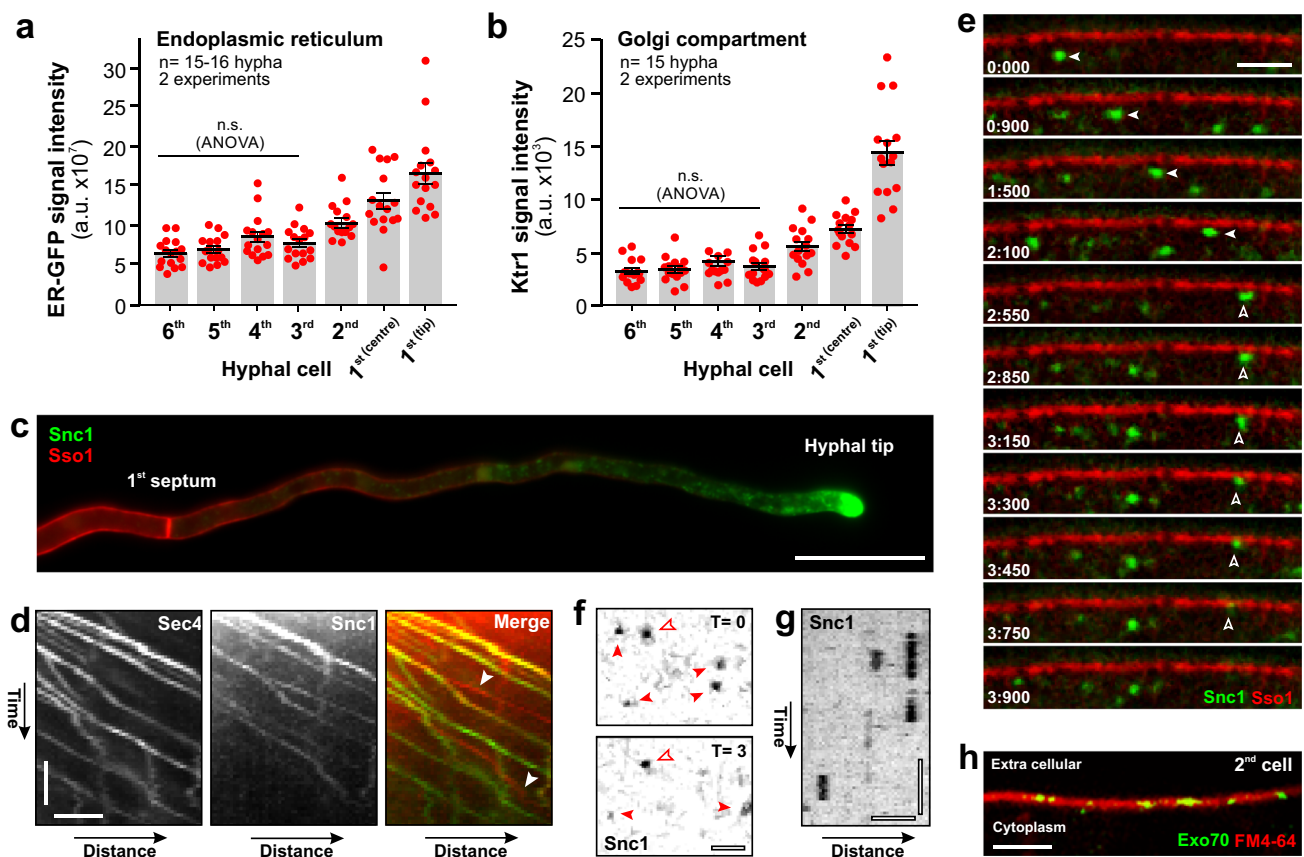 a
Endoplasmic reticulum
n= 15-16 hypha
2 experiments
n.s.
(ANOVA)
ER-GFP signal intensity
(a.u. x10⁷)
30
25
20
15
10
5
0
6th
5th
4th
3rd
2nd
1st (centre)
1st (tip)
Hyphal cell
b
Golgi compartment
n= 15 hypha
2 experiments
n.s.
(ANOVA)
Ktr1 signal intensity
(a.u. x10³)
25
20
15
10
5
0
6th
5th
4th
3rd
2nd
1st (centre)
1st (tip)
Hyphal cell
c
Snc1
Sso1
1st septum
Hyphal tip
d
Sec4
Snc1
Merge
Time
Distance
Distance
Distance
e
0:000
0:900
1:500
2:100
2:550
2:850
3:150
3:300
3:450
3:750
3:900
Snc1 Sso1
f
T= 0
T= 3
Snc1
g
Snc1
Time
Distance
h
Extra cellular
2nd cell
Cytoplasm
Exo70 FM4-64